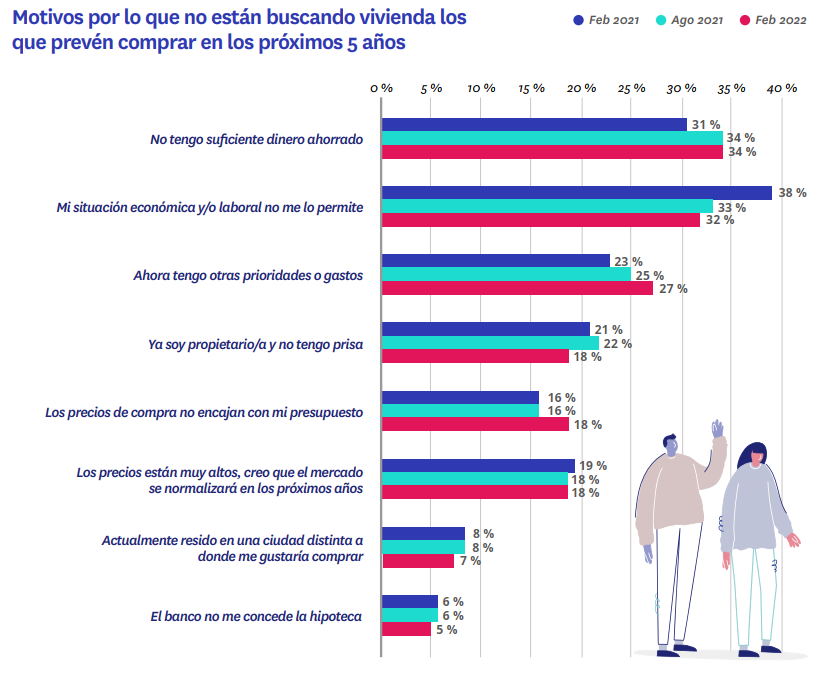 Motivos por lo que no están buscando vivienda los
que prevén comprar en los próximos 5 años
Feb 2021 Ago 2021 Feb 2022
0 % 5 % 10 % 15 % 20 % 25 % 30 % 35 % 40 %
No tengo suficiente dinero ahorrado
31 %
34 %
34 %
Mi situación económica y/o laboral no me lo permite
38 %
33 %
32 %
Ahora tengo otras prioridades o gastos
23 %
25 %
27 %
Ya soy propietario/a y no tengo prisa
21 %
22 %
18 %
Los precios de compra no encajan con mi presupuesto
16 %
16 %
18 %
Los precios están muy altos, creo que el mercado
se normalizará en los próximos años
19 %
18 %
18 %
Actualmente resido en una ciudad distinta a
donde me gustaría comprar
8 %
8 %
7 %
El banco no me concede la hipoteca
6 %
6 %
5 %